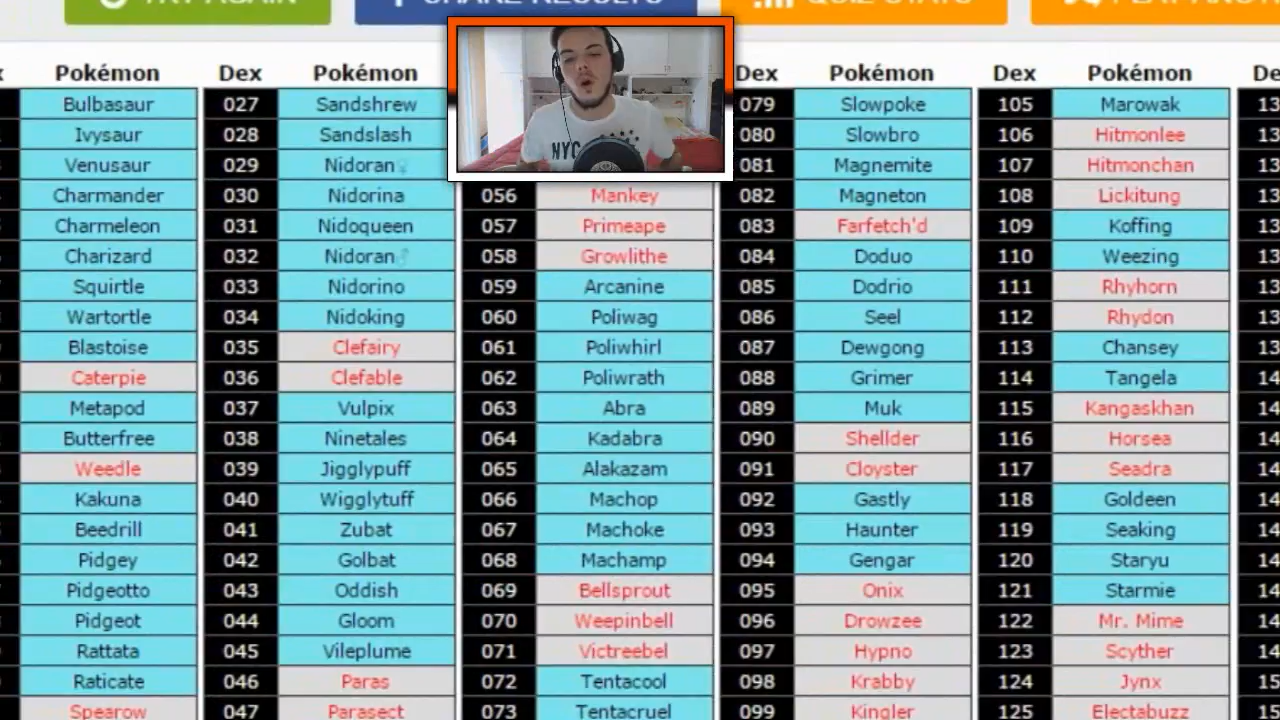 TRY AGAIN SHARE RESULTS QUIZ STATS
Pokémon Dex Pokémon Dex Pokémon Dex Pokémon
Bulbasaur 027 Sandshrew 079 Slowpoke 105 Marowak
Ivysaur 028 Sandslash 080 Slowbro 106 Hitmonlee
NYC
Venusaur 029 Nidoran♀ 081 Magnemite 107 Hitmonchan
Charmander 030 Nidorina 056 Mankey 082 Magneton 108 Lickitung
Charmeleon 031 Nidoqueen 057 Primeape 083 Farfetch'd 109 Koffing
Charizard 032 Nidoran♂ 058 Growlithe 084 Doduo 110 Weezing
Squirtle 033 Nidorino 059 Arcanine 085 Dodrio 111 Rhyhorn
Wartortle 034 Nidoking 060 Poliwag 086 Seel 112 Rhydon
Blastoise 035 Clefairy 061 Poliwhirl 087 Dewgong 113 Chansey
Caterpie 036 Clefable 062 Poliwrath 088 Grimer 114 Tangela
Metapod 037 Vulpix 063 Abra 089 Muk 115 Kangaskhan
Butterfree 038 Ninetales 064 Kadabra 090 Shellder 116 Horsea
Weedle 039 Jigglypuff 065 Alakazam 091 Cloyster 117 Seadra
Kakuna 040 Wigglytuff 066 Machop 092 Gastly 118 Goldeen
Beedrill 041 Zubat 067 Machoke 093 Haunter 119 Seaking
Pidgey 042 Golbat 068 Machamp 094 Gengar 120 Staryu
Pidgeotto 043 Oddish 069 Bellsprout 095 Onix 121 Starmie
Pidgeot 044 Gloom 070 Weepinbell 096 Drowzee 122 Mr. Mime
Rattata 045 Vileplume 071 Victreebel 097 Hypno 123 Scyther
Raticate 046 Paras 072 Tentacool 098 Krabby 124 Jynx
Spearow 047 Parasect 073 Tentacruel 099 Kingler 125 Electabuzz